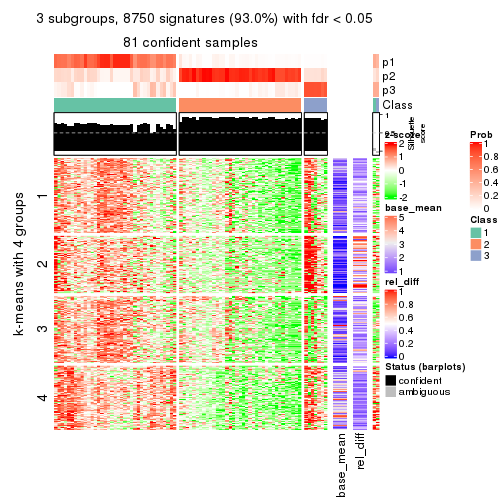 3 subgroups, 8750 signatures (93.0%) with fdr < 0.05
81 confident samples
p1
p2
p3
Class
1
0
Silhouette
score
k-means with 4 groups
1
2
3
4
base_mean
rel_diff
z-score
2
1
0
-1
-2
base_mean
5
4
3
2
1
rel_diff
1
0.8
0.6
0.4
0.2
0
Status (barplots)
confident
ambiguous
Prob
1
0.8
0.6
0.4
0.2
0
Class
1
2
3